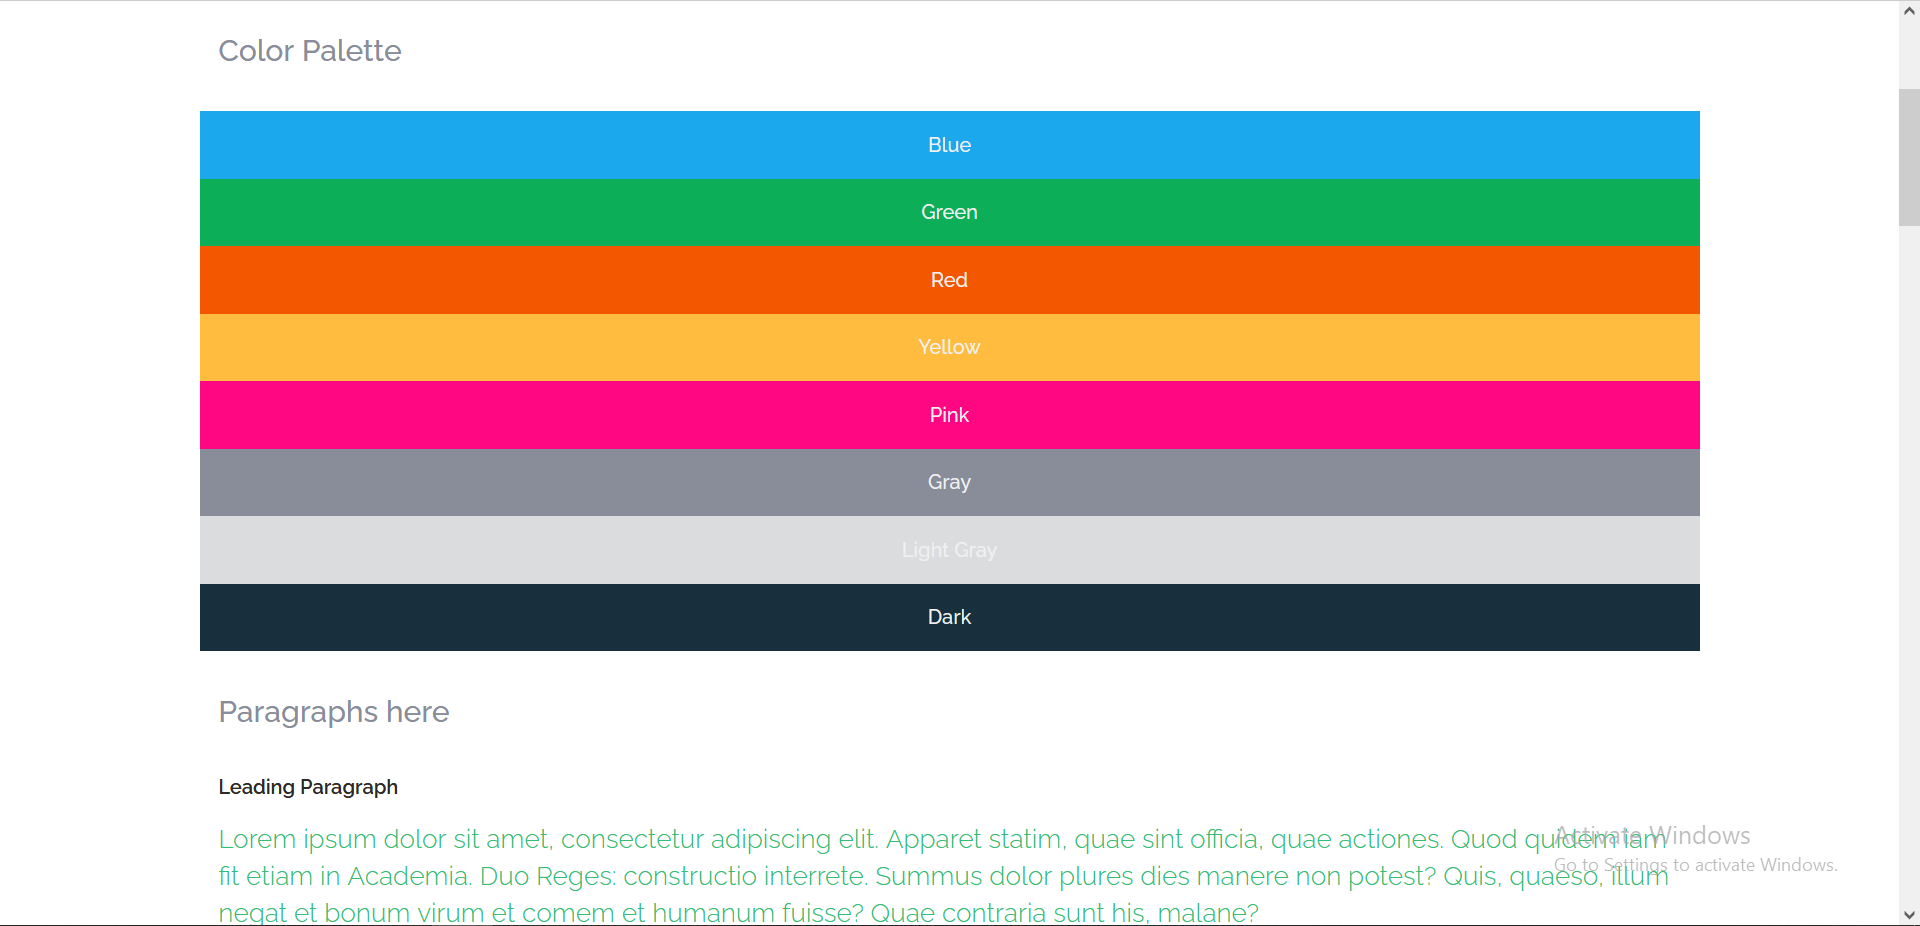 Color Palette
Blue
Green
Red
Yellow
Pink
Gray
Light Gray
Dark
Paragraphs here
Leading Paragraph
Lorem ipsum dolor sit amet, consectetur adipiscing elit. Apparet statim, quae sint officia, quae actiones. Quod quidem iam
fit etiam in Academia. Duo Reges: constructio interrete. Summus dolor plures dies manere non potest? Quis, quaeso, illum
negat et bonum virum et comem et humanum fuisse? Quae contraria sunt his, malane?
Activate Windows
Go to Settings to activate Windows.